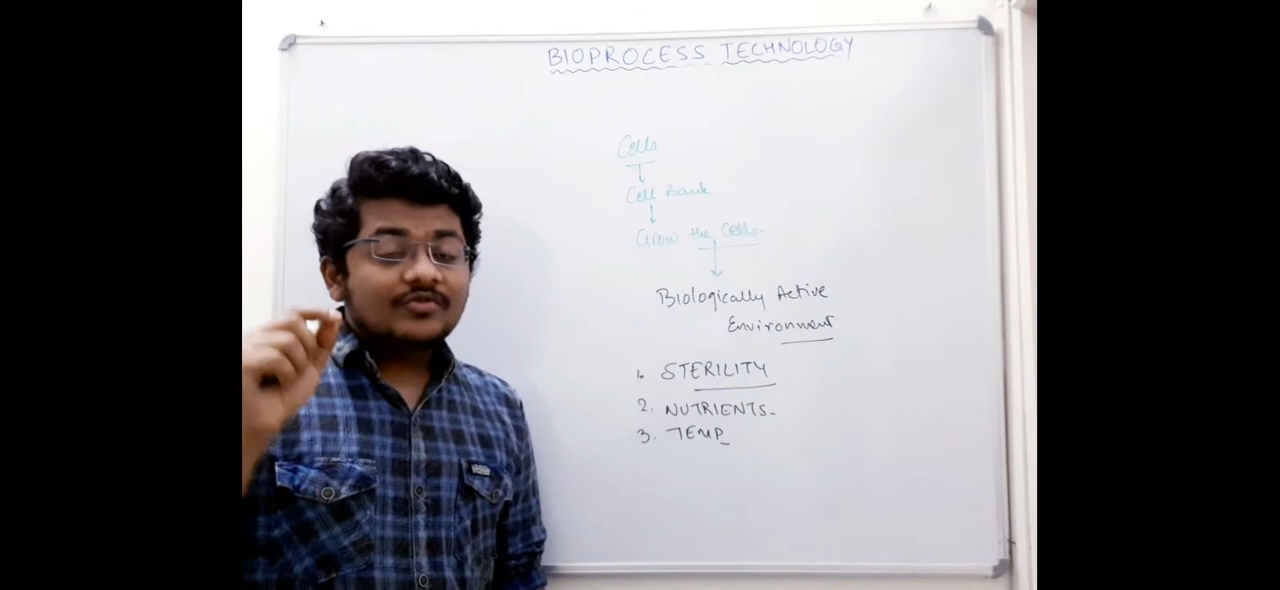 BIOPROCESS TECHNOLOGY
Cells
Cell Bank
Grow the Cells.
Biologically Active
Environment
1. STERILITY
2. NUTRIENTS-
3. TEMP